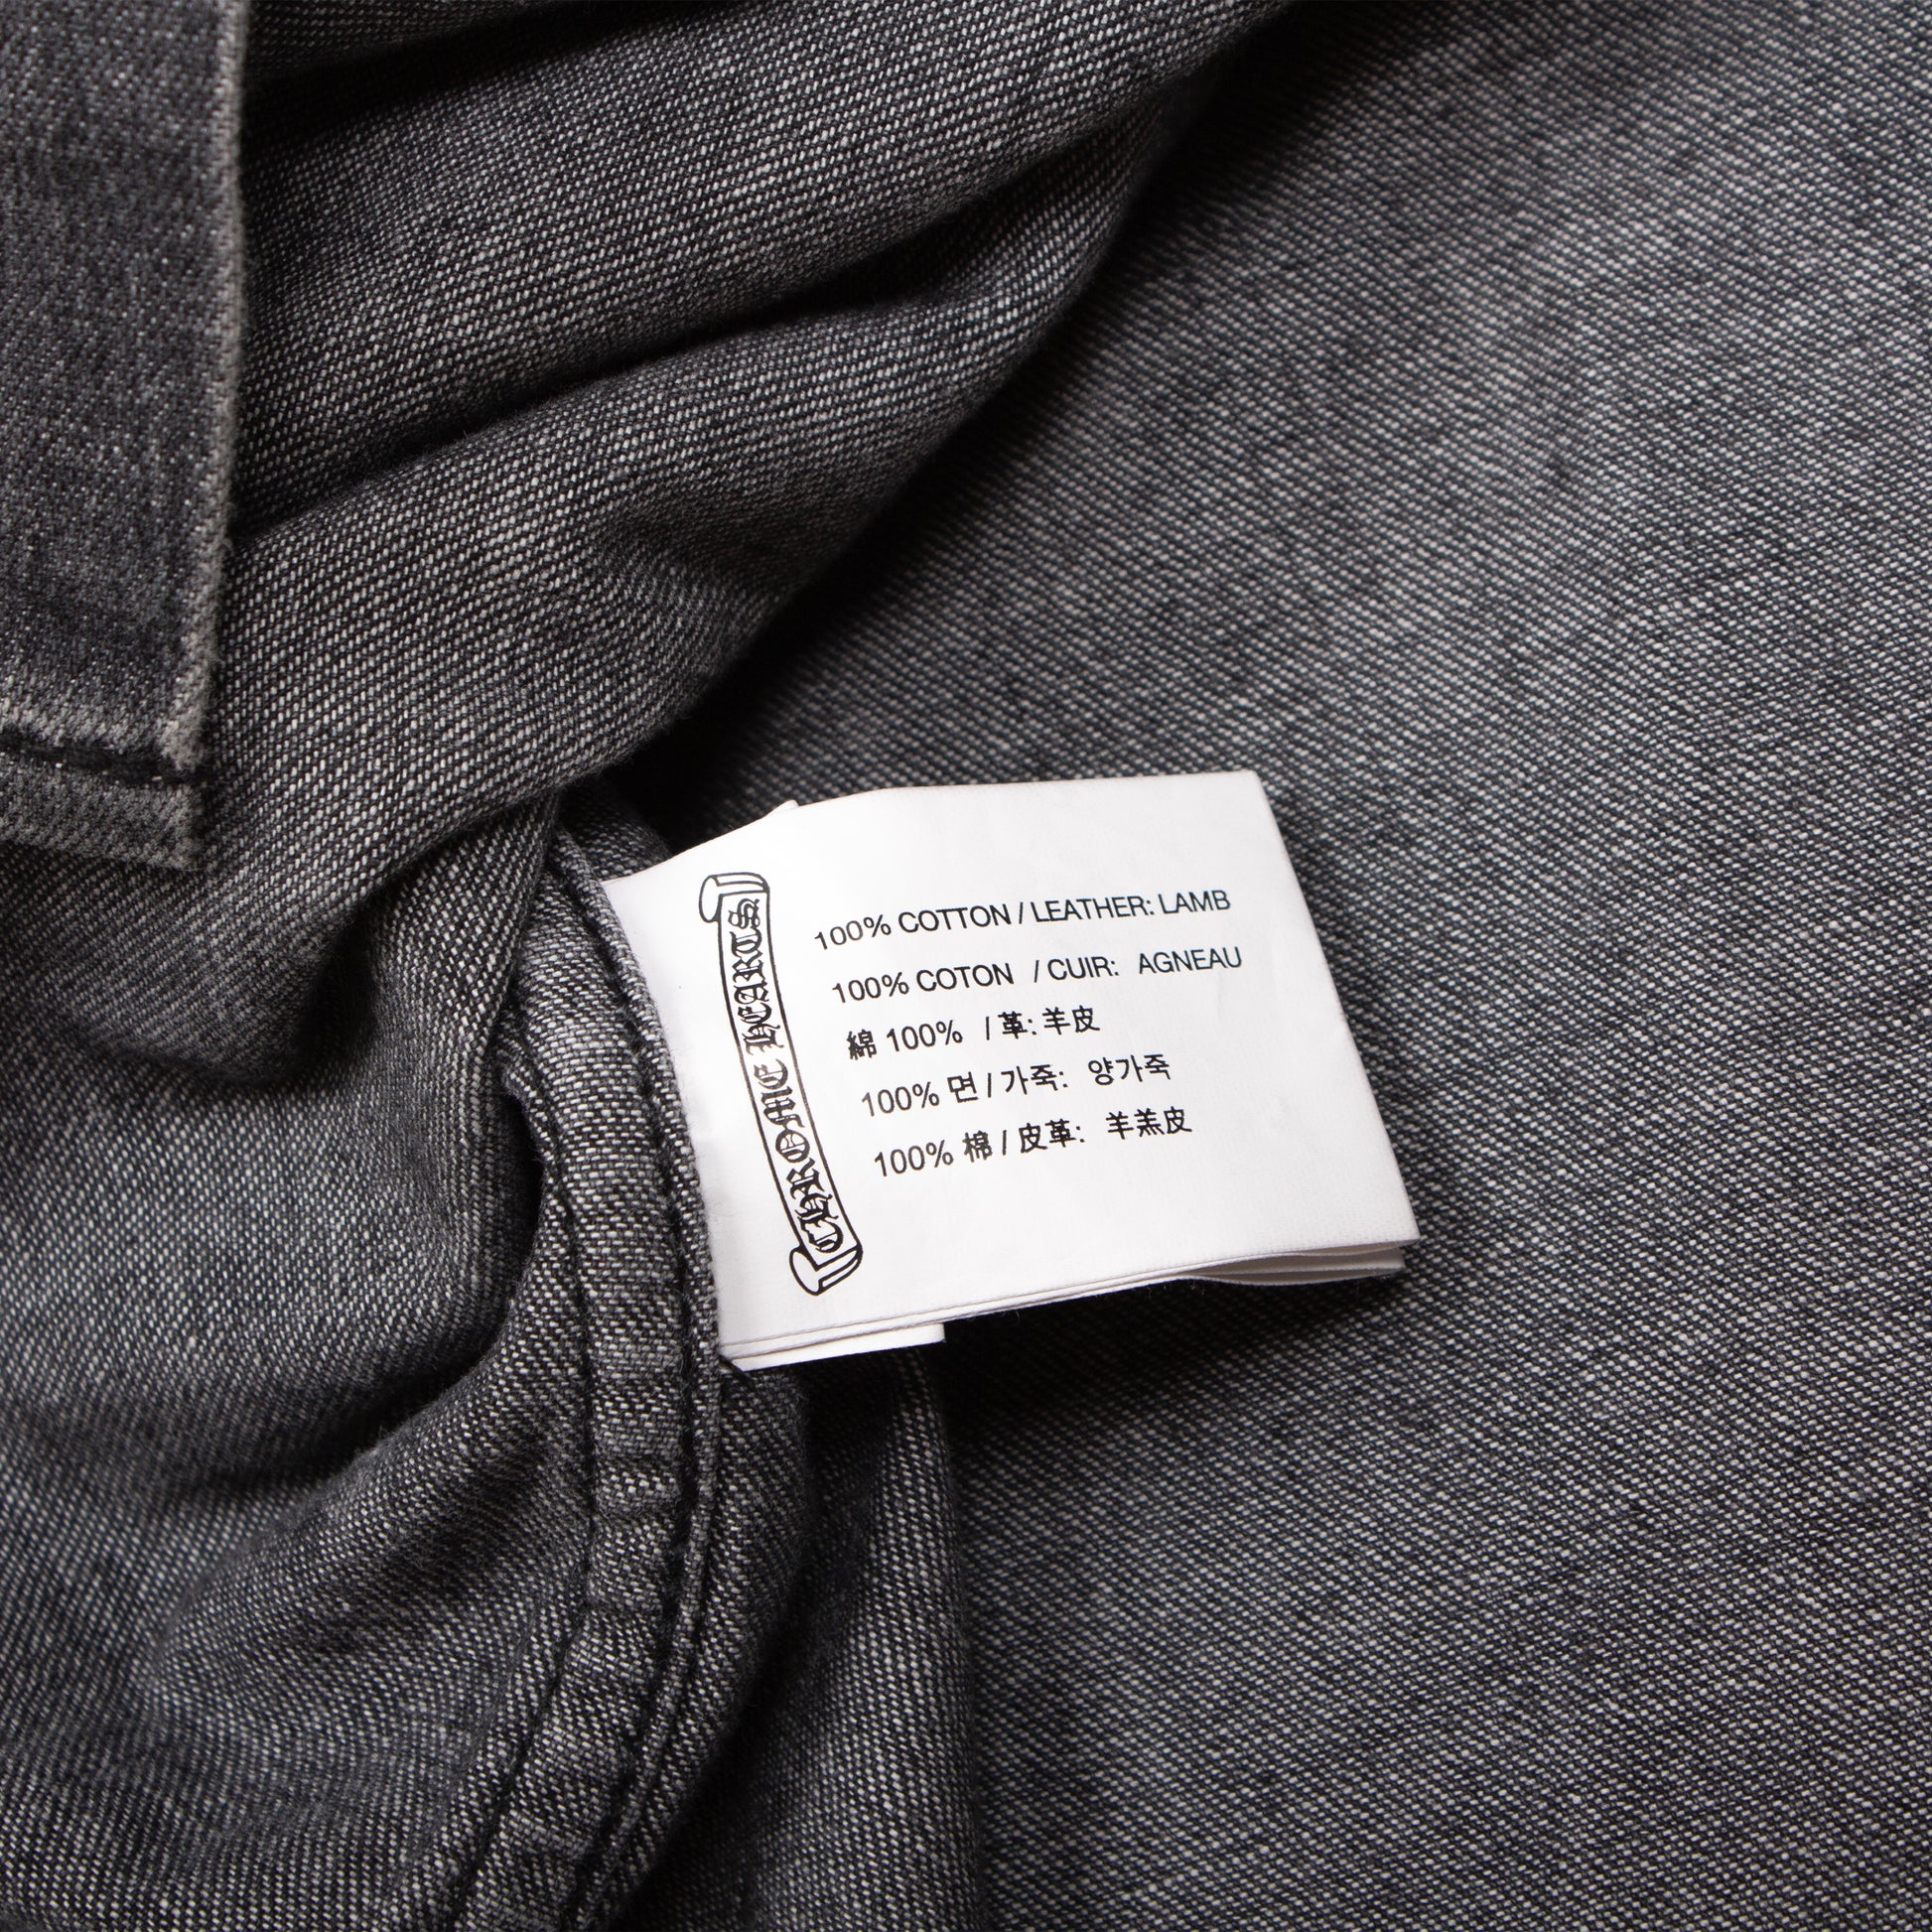 CHROME HEARTS
100% COTTON / LEATHER: LAMB
100% COTON / CUIR: AGNEAU
綿 100% / 革: 羊皮
100% 면 / 가죽: 양가죽
100% 棉 / 皮革: 羊羔皮